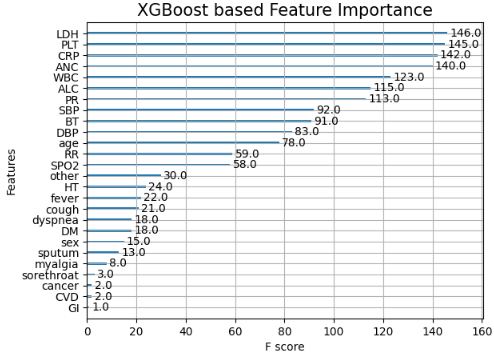 XGBoost based Feature Importance
LDH 146.0
PLT 145.0
CRP 142.0
ANC 140.0
WBC 123.0
ALC 115.0
PR 113.0
SBP 92.0
BT 91.0
DBP 83.0
age 78.0
RR 59.0
SPO2 58.0
other 30.0
HT 24.0
fever 22.0
cough 21.0
dyspnea 18.0
DM 18.0
sex 15.0
sputum 13.0
myalgia 8.0
sorethroat 3.0
cancer 2.0
CVD 2.0
GI 1.0
Features
0 20 40 60 80 100 120 140 160
F score